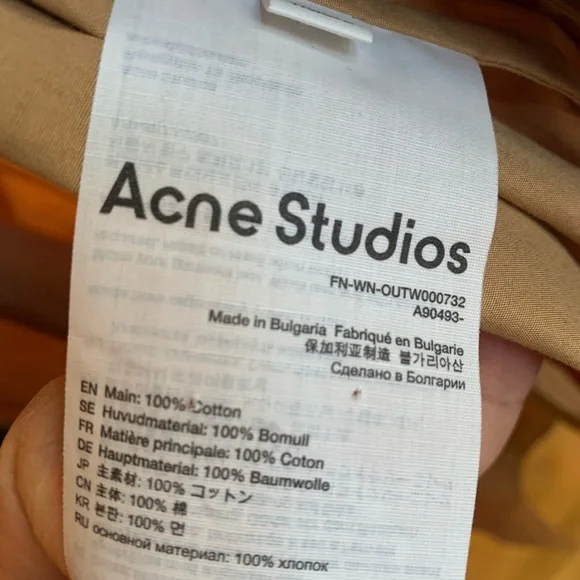 Acne Studios
FN-WN-OUTW000732
A90493-
Made in Bulgaria Fabriqué en Bulgarie
保加利亚制造 불가리아산
Сделано в Болгарии
EN Main: 100% Cotton
SE Huvudmaterial: 100% Bomull
FR Matière principale: 100% Coton
DE Hauptmaterial: 100% Baumwolle
JP 主素材: 100% コットン
CN 主体: 100% 棉
KR 본판: 100% 면
RU основной материал: 100% хлопок